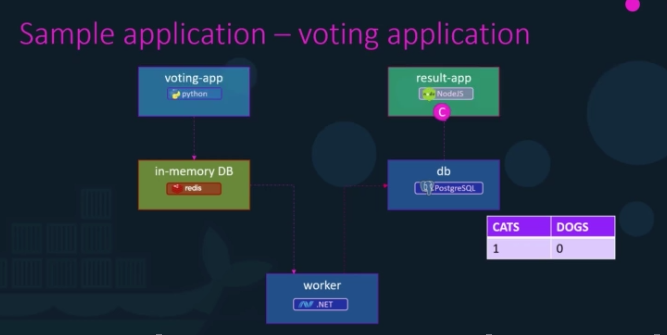 Sample application – voting application
voting-app
python
result-app
NodeJS
C
in-memory DB
redis
db
PostgreSQL
CATS DOGS
1 0
worker
.NET